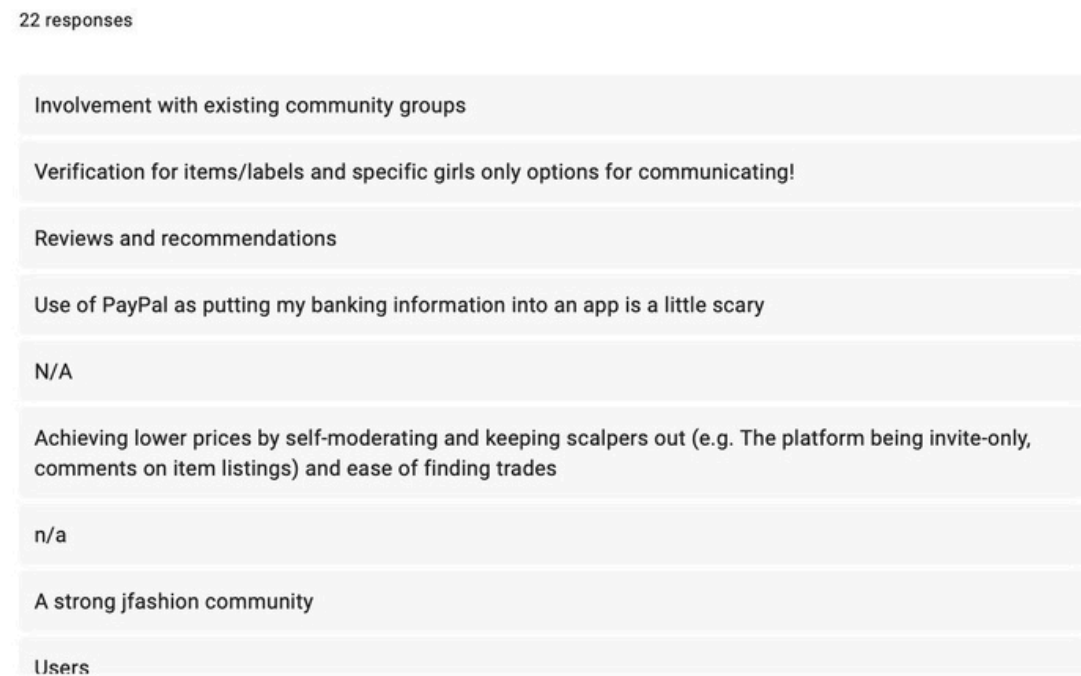 22 responses
Involvement with existing community groups
Verification for items/labels and specific girls only options for communicating!
Reviews and recommendations
Use of PayPal as putting my banking information into an app is a little scary
N/A
Achieving lower prices by self-moderating and keeping scalpers out (e.g. The platform being invite-only,
comments on item listings) and ease of finding trades
n/a
A strong jfashion community
Users